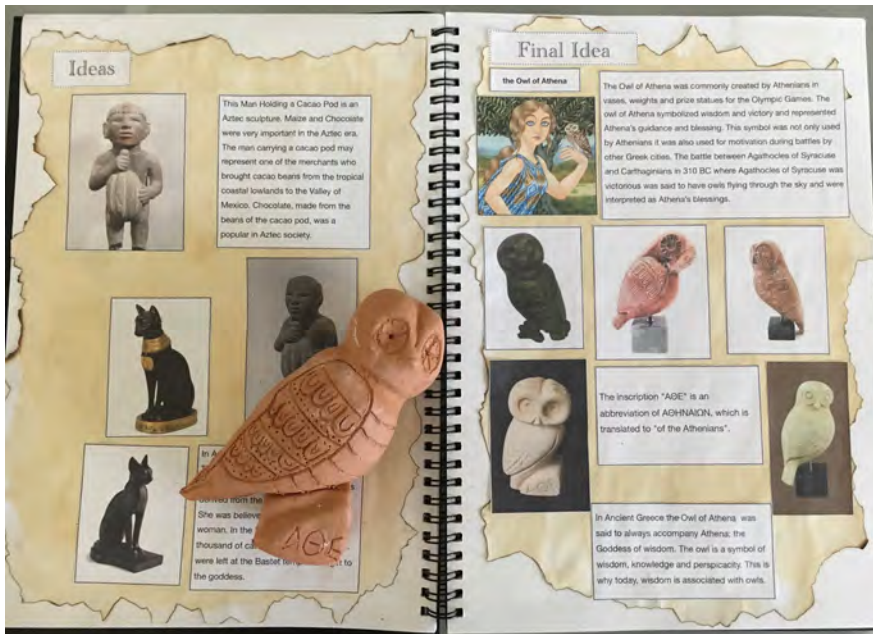 Ideas
This Man Holding a Cacao Pod is an
Aztec sculpture. Maize and Chocolate
were very important in the Aztec era.
The man carrying a cacao pod may
represent one of the merchants who
brought cacao beans from the tropical
coastal lowlands to the Valley of
Mexico. Chocolate, made from the
beans of the cacao pod, was a
popular in Aztec society.
In
derived from the
She was
woman. In the
thousand of
were left at the Bastet to
the goddess.
ΑΘΕ
Final Idea
the Owl of Athena
The Owl of Athena was commonly created by Athenians in
vases, weights and prize statues for the Olympic Games. The
owl of Athena symbolized wisdom and victory and represented
Athena's guidance and blessing. This symbol was not only used
by Athenians it was also used for motivation during battles by
other Greek cities. The battle between Agathocles of Syracuse
and Carthaginians in 310 BC where Agathocles of Syracuse was
victorious was said to have owls flying through the sky and were
interpreted as Athena's blessings.
The inscription "ΑΘΕ" is an
abbreviation of ΑΘΗΝΑΙΩΝ, which is
translated to "of the Athenians".
In Ancient Greece the Owl of Athena was
said to always accompany Athena; the
Goddess of wisdom. The owl is a symbol of
wisdom, knowledge and perspicacity. This is
why today, wisdom is associated with owls.